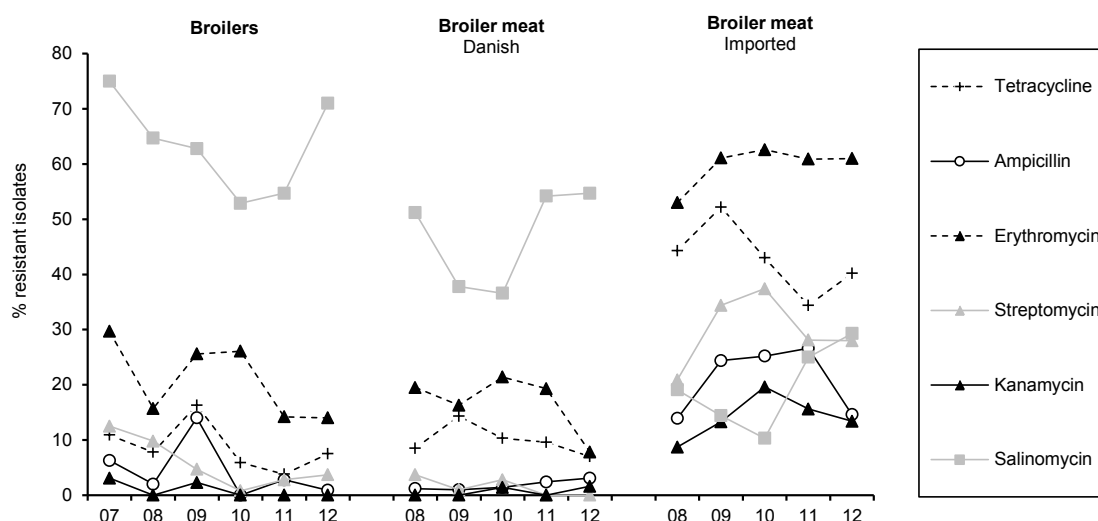 Broilers
Broiler meat
Danish
Broiler meat
Imported
% resistant isolates
80
70
60
50
40
30
20
10
0
07 08 09 10 11 12
08 09 10 11 12
08 09 10 11 12
Tetracycline
Ampicillin
Erythromycin
Streptomycin
Kanamycin
Salinomycin